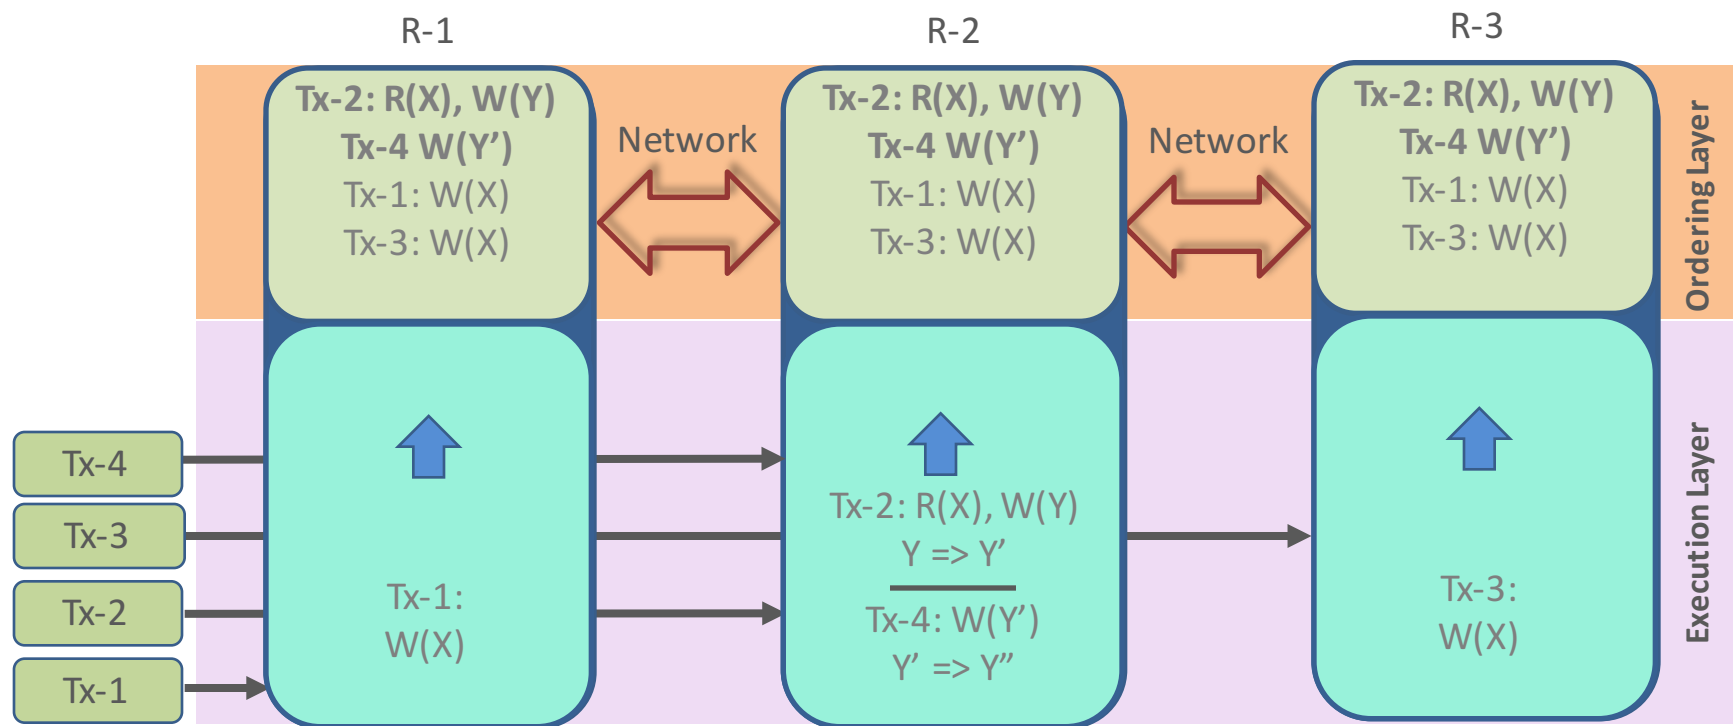 R-1
R-2
R-3
Tx-2: R(X), W(Y)
Tx-4 W(Y’)
Tx-1: W(X)
Tx-3: W(X)
Network
Tx-2: R(X), W(Y)
Tx-4 W(Y’)
Tx-1: W(X)
Tx-3: W(X)
Network
Tx-2: R(X), W(Y)
Tx-4 W(Y’)
Tx-1: W(X)
Tx-3: W(X)
Ordering Layer
Tx-4
Tx-3
Tx-2
Tx-1
Tx-1:
W(X)
Tx-2: R(X), W(Y)
Y => Y’
Tx-4: W(Y’)
Y’ => Y”
Tx-3:
W(X)
Execution Layer